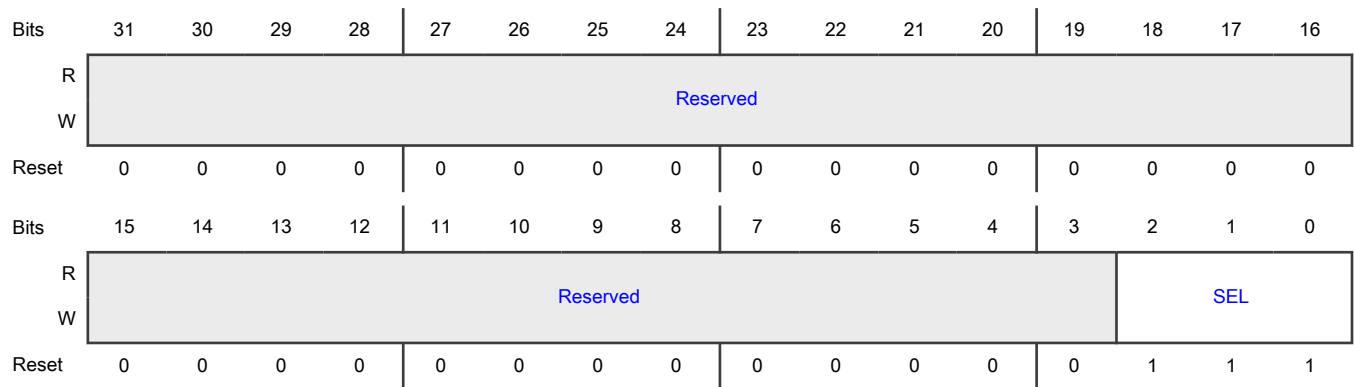 Bits 31 30 29 28 27 26 25 24 23 22 21 20 19 18 17 16
R
Reserved
W
Reset 0 0 0 0 0 0 0 0 0 0 0 0 0 0 0 0
Bits 15 14 13 12 11 10 9 8 7 6 5 4 3 2 1 0
R
Reserved SEL
W
Reset 0 0 0 0 0 0 0 0 0 0 0 0 0 1 1 1